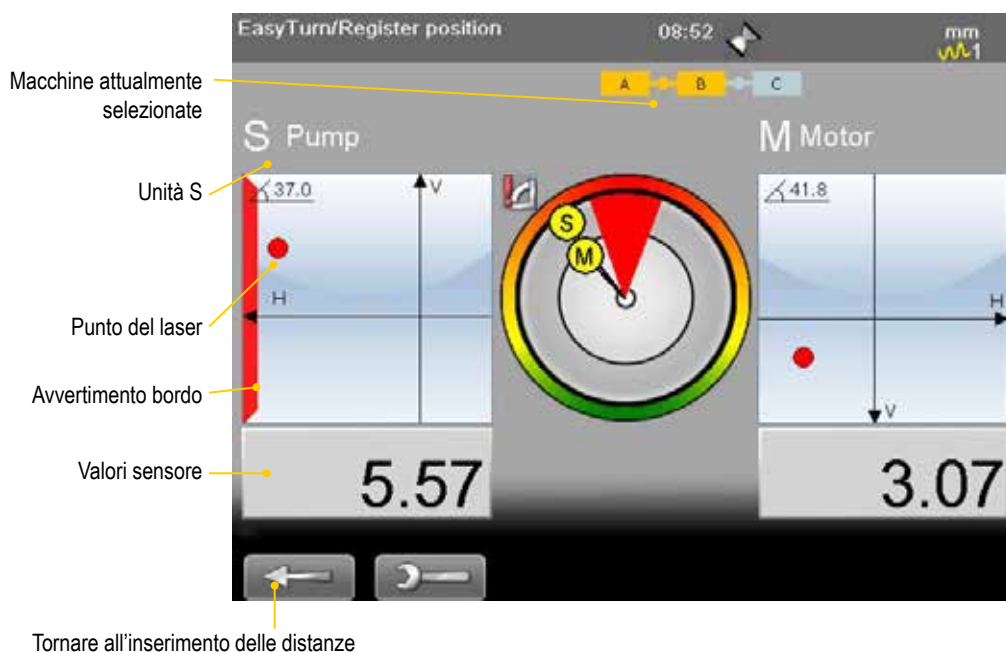 EasyTurn/Register position 08:52 mm
1
Macchine attualmente
selezionate
A B C
S Pump
M Motor
Unità S
37.0 V
S
M
41.8
H
H
Punto del laser
Avvertimento bordo
V
Valori sensore
5.57
3.07
Tornare all'inserimento delle distanze